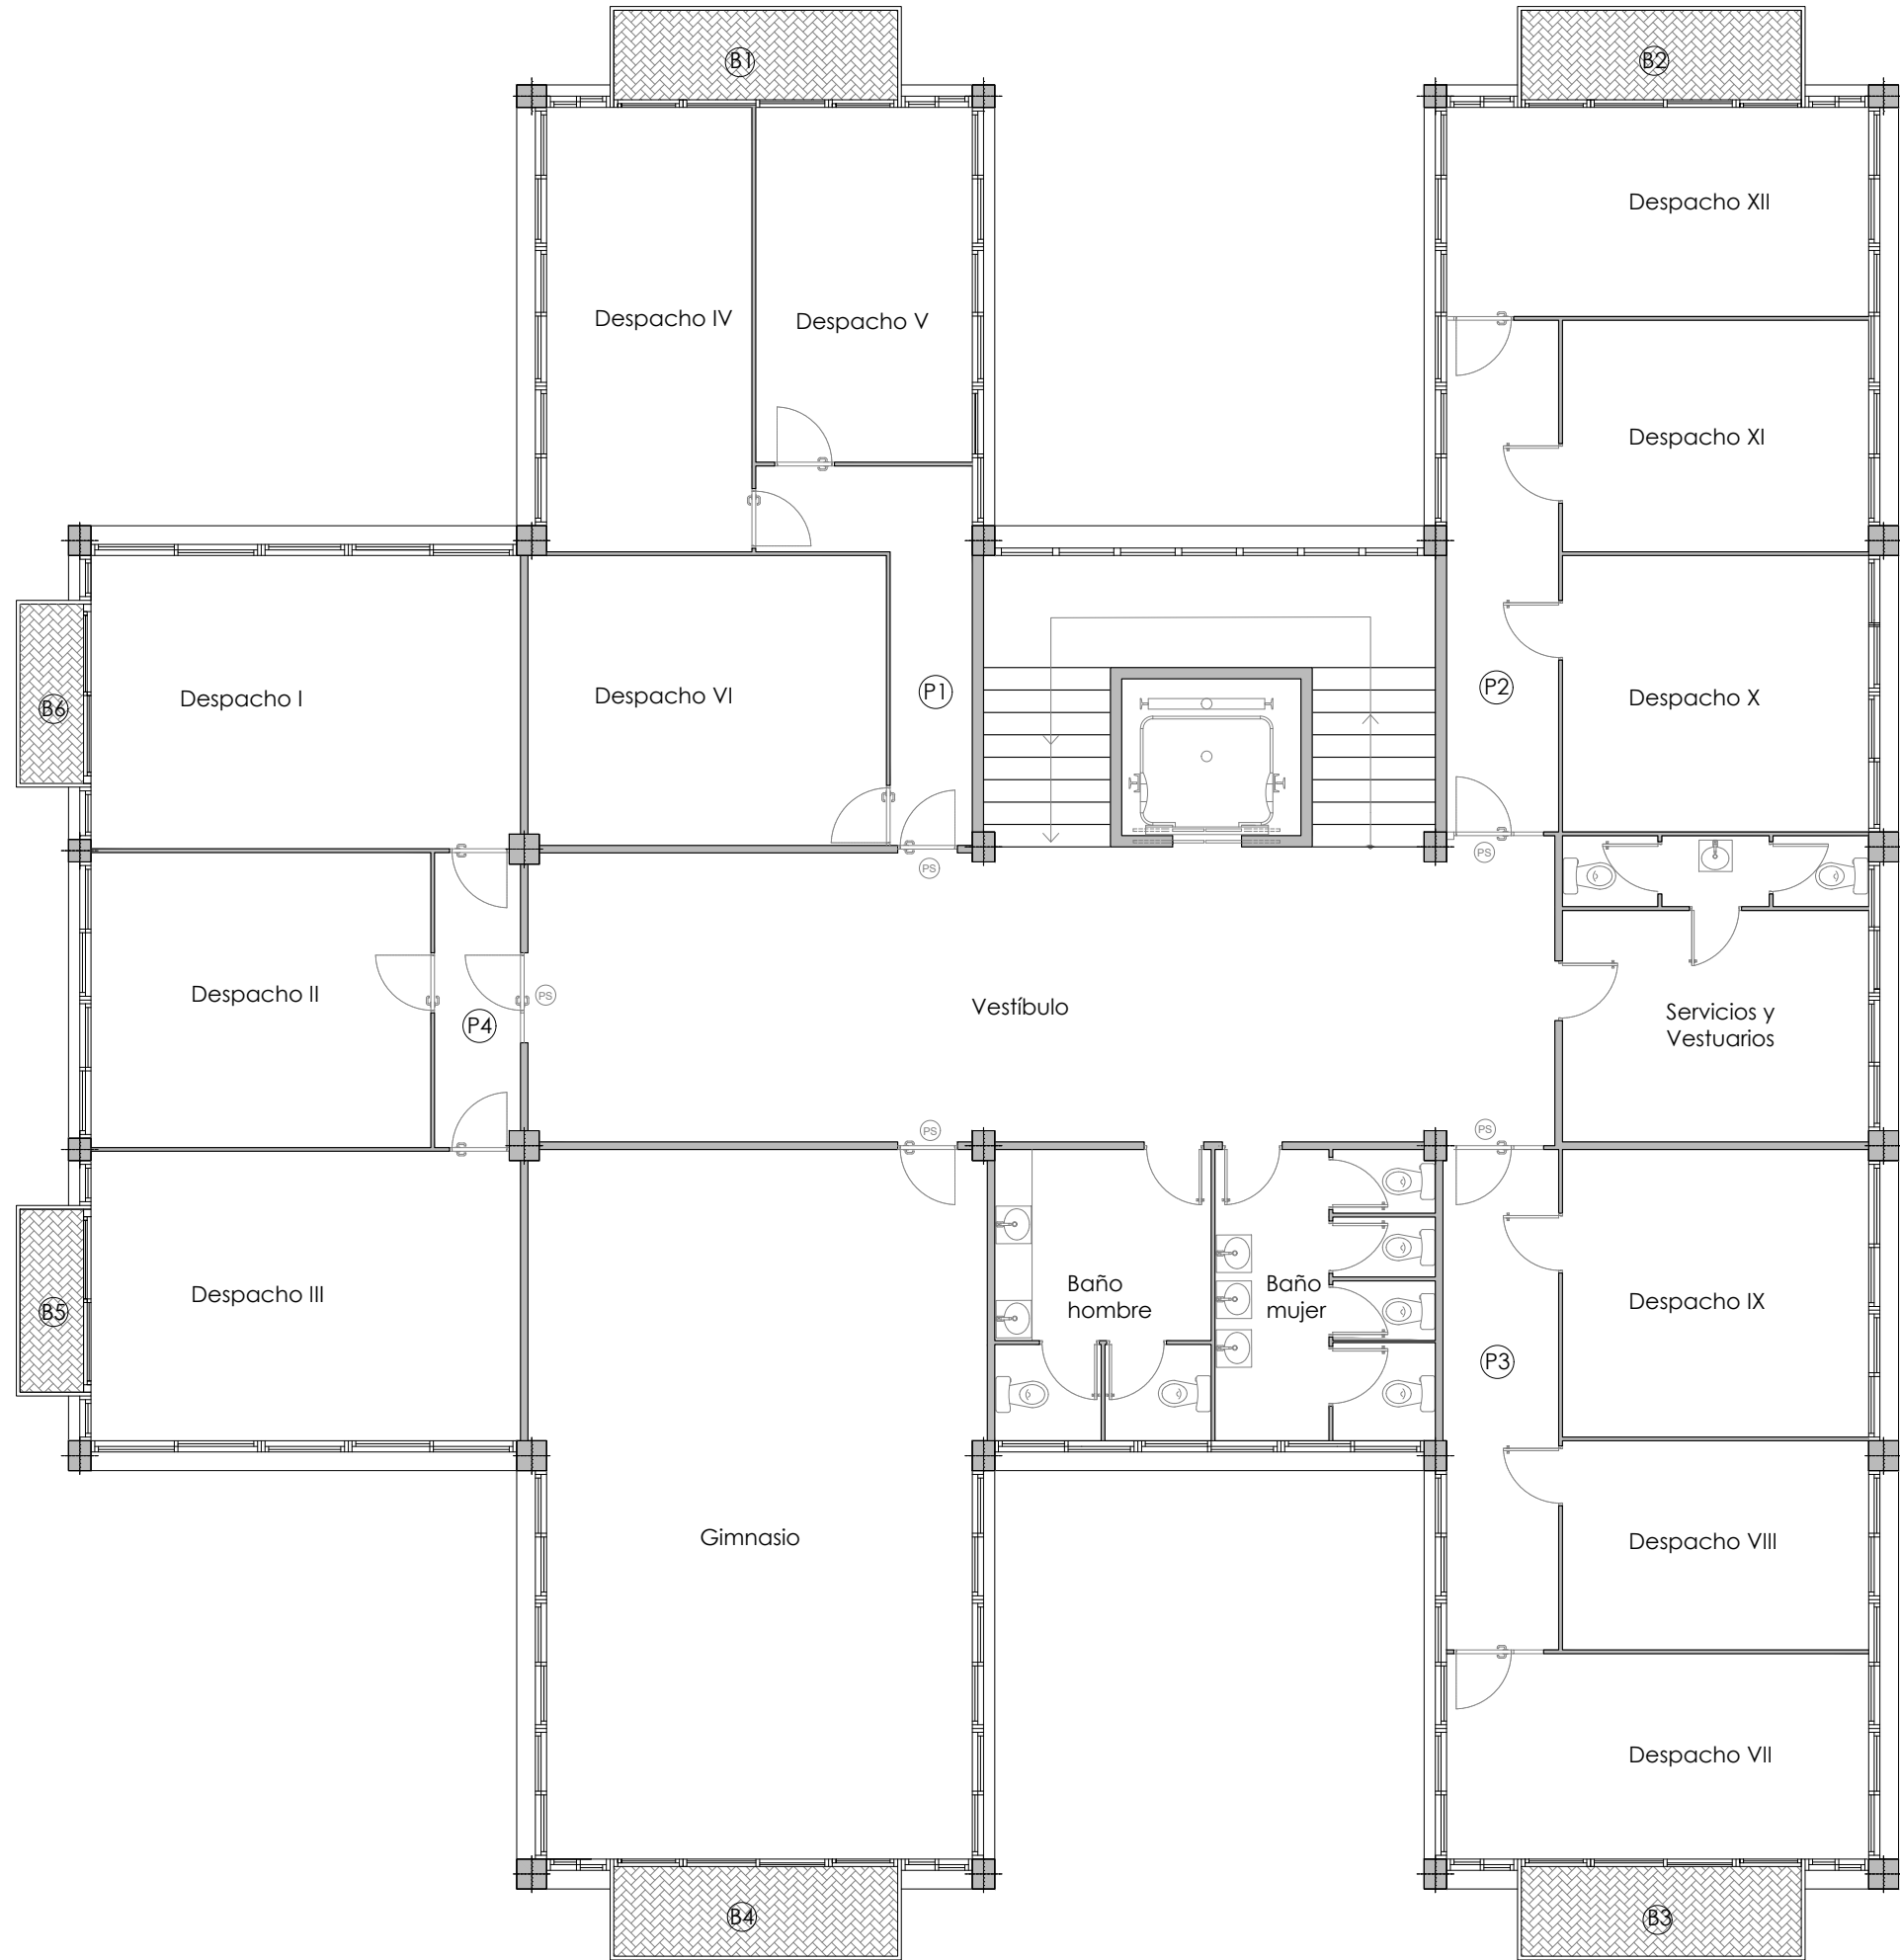 B1
B2
Despacho XII
Despacho IV
Despacho V
Despacho XI
Despacho I
Despacho VI
P1
P2
Despacho X
B6
PS
PS
Despacho II
PS
Vestíbulo
Servicios y
Vestuarios
P4
PS
PS
Despacho III
B5
Baño
hombre
Baño
mujer
Despacho IX
P3
Gimnasio
Despacho VIII
Despacho VII
B4
B3